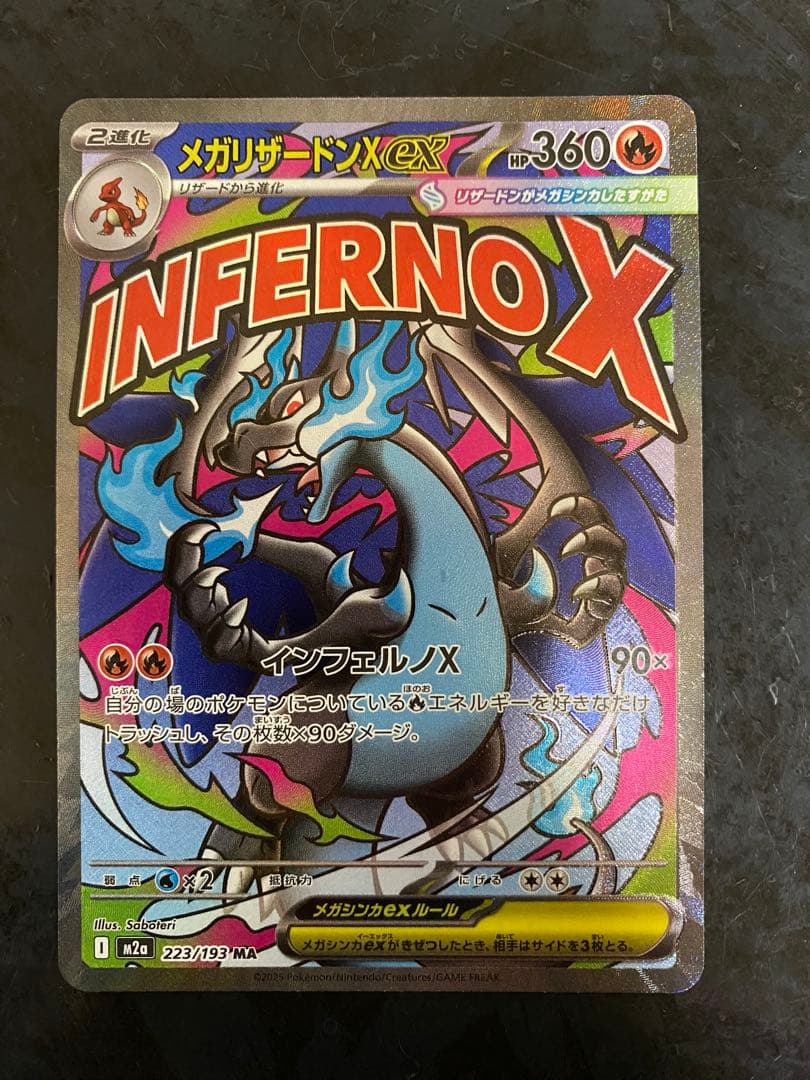 2進化
メガリザードンXex
HP360
リザードから進化
リザードンがメガシンカしたすがた
INFERNO X
インフェルノX 90×
自分の場のポケモンについているエネルギーを好きなだけ
トラッシュし、その枚数×90ダメージ。
弱点 ×2 抵抗力 にげる
メガシンカexルール
メガシンカexがきぜつしたとき、相手はサイドを3枚とる。
Illus. Saboteri
I m2a 223/193 MA
©2025 Pokémon/Nintendo/Creatures/GAME FREAK